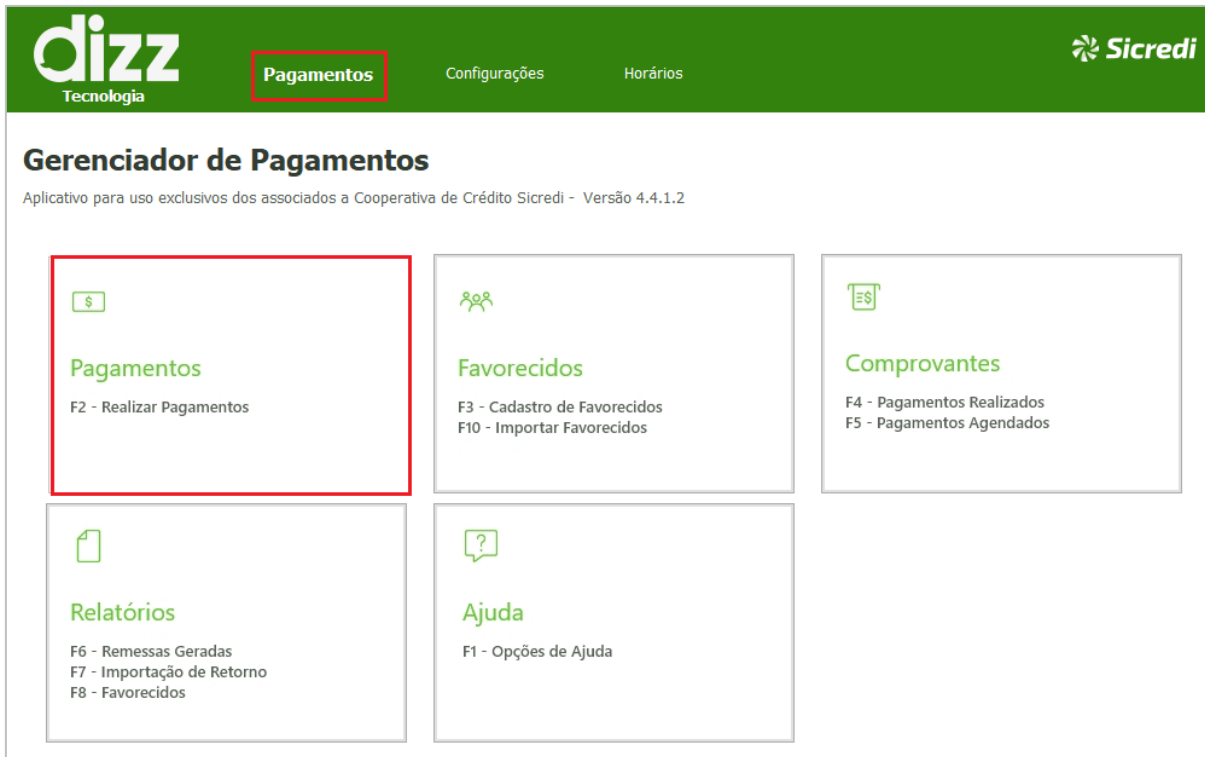 dizz
Tecnologia
Pagamentos
Configurações
Horários
Sicredi
Gerenciador de Pagamentos
Aplicativo para uso exclusivos dos associados a Cooperativa de Crédito Sicredi - Versão 4.4.1.2
$
Pagamentos
F2 - Realizar Pagamentos
Favorecidos
F3 - Cadastro de Favorecidos
F10 - Importar Favorecidos
$
Comprovantes
F4 - Pagamentos Realizados
F5 - Pagamentos Agendados
Relatórios
F6 - Remessas Geradas
F7 - Importação de Retorno
F8 - Favorecidos
?
Ajuda
F1 - Opções de Ajuda